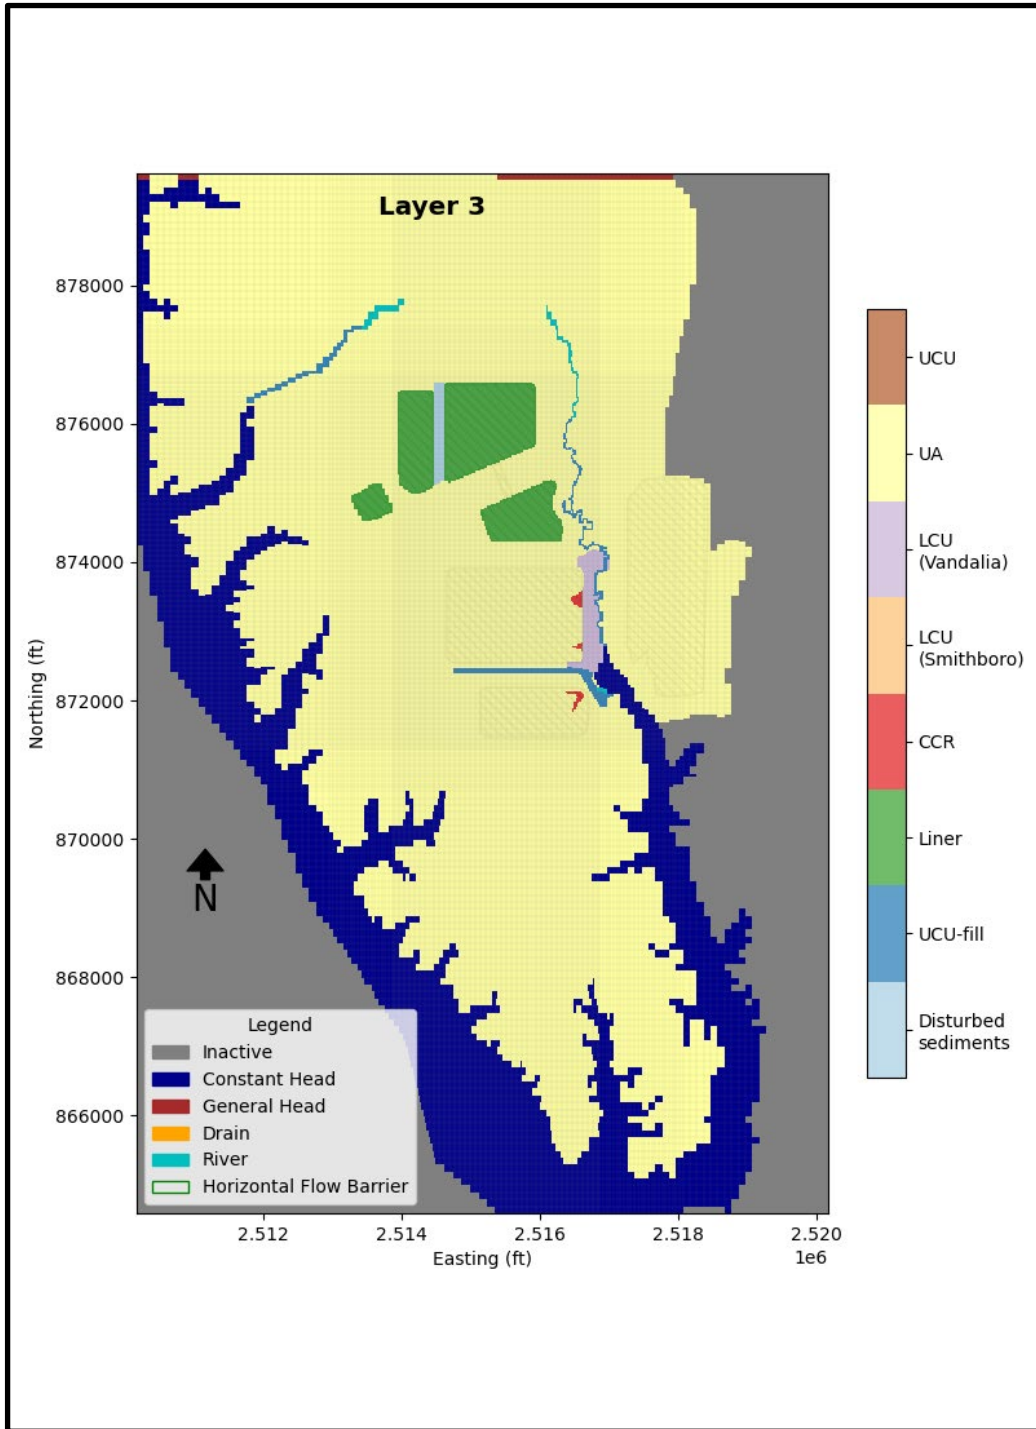 Layer 3
878000
876000
874000
872000
870000
868000
866000
Northing (ft)
N
Legend
Inactive
Constant Head
General Head
Drain
River
Horizontal Flow Barrier
2.512
2.514
2.516
2.518
2.520
1e6
Easting (ft)
UCU
UA
LCU
(Vandalia)
LCU
(Smithboro)
CCR
Liner
UCU-fill
Disturbed
sediments